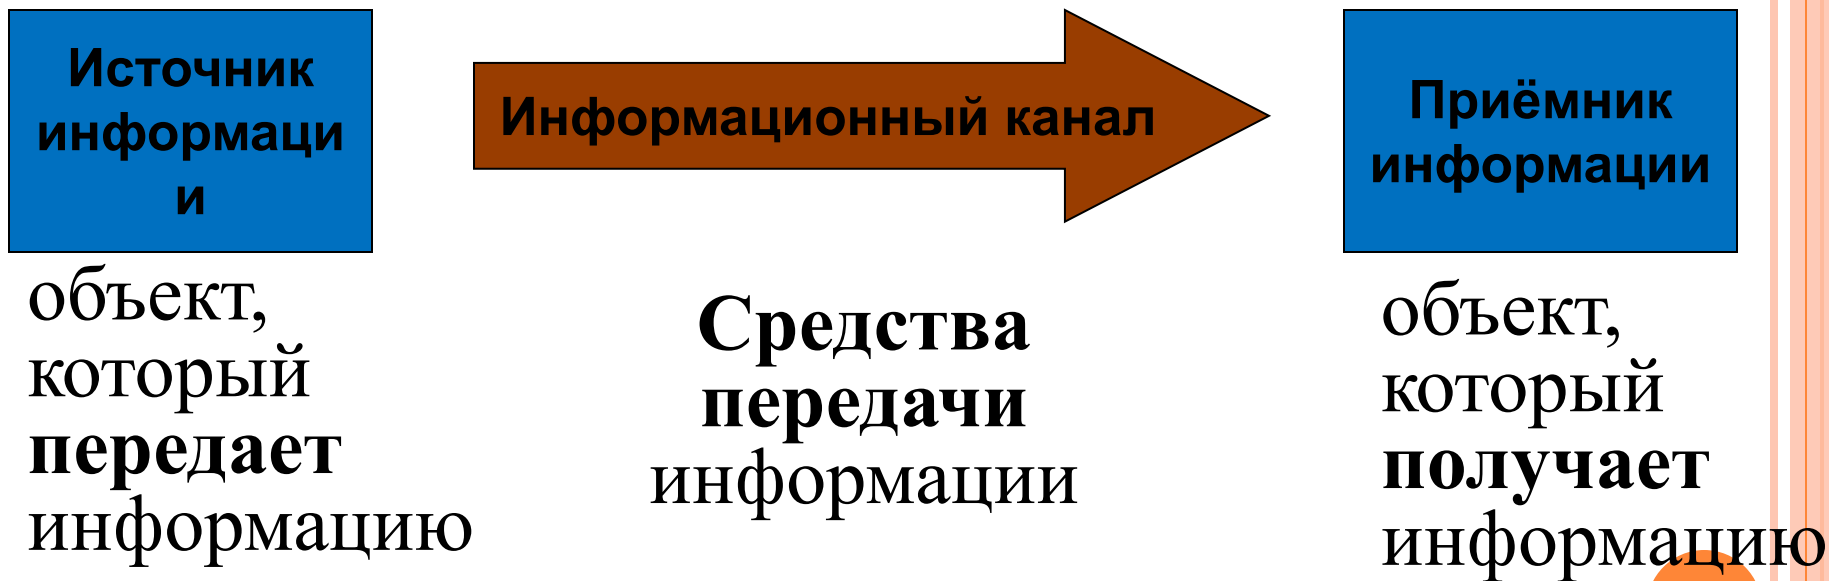 Источник
информаци
и
Информационный канал
Приёмник
информации
объект,
который
передает
информацию
Средства
передачи
информации
объект,
который
получает
информацию